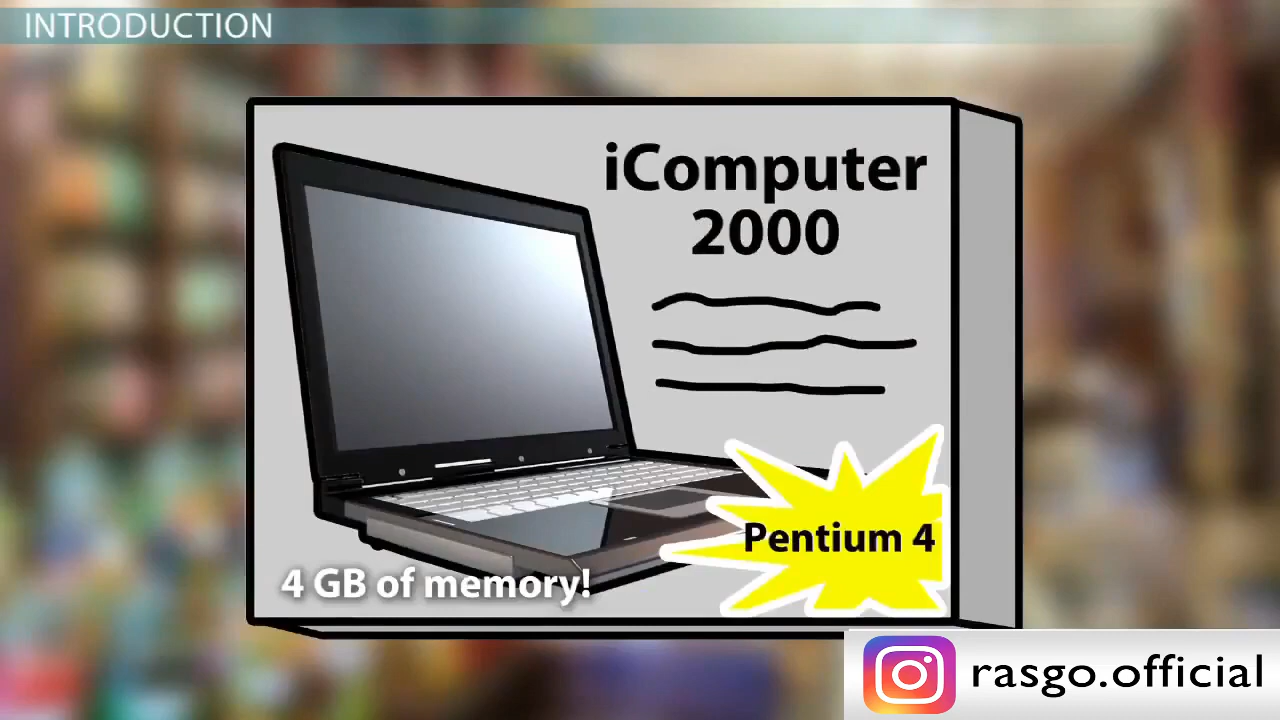 INTRODUCTION
iComputer
2000
Pentium 4
4 GB of memory!
rasgo.official